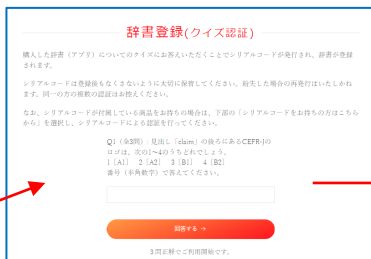 辞書登録(クイズ認証)
購入した辞書（アプリ）についてのクイズにお答えいただくことでシリアルコードが発行され、辞書が登録
されます。
シリアルコードは登録後もなくさないように大切に保管してください。紛失した場合の再発行はいたしかね
ます。同一の方の複数の認証はお控えください。
なお、シリアルコードが付属している商品をお持ちの場合は、下部の「シリアルコードをお持ちの方はこちら
から」を選択し、シリアルコードによる認証を行ってください。
Q1（全3問）: 見出し「claim」の後ろにあるCEFR-Jの
ロゴは、次の1～4のうちどれでしょう。
1［A1］ 2［A2］ 3［B1］ 4［B2］
番号（半角数字）で答えてください。
回答する →
3問正解でご利用開始です。